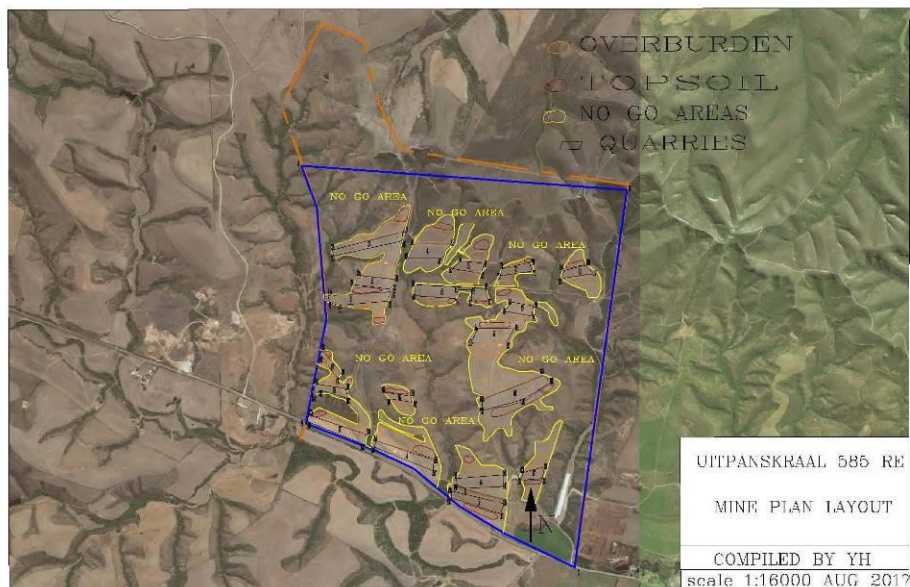 OVERBURDEN
TOPSOIL
NO GO AREAS
QUARRIES
NO GO AREA
NO GO AREA
NO GO AREA
NO GO AREA
NO GO AREA
NO GO AREA
N
UITPANSKRAAL 585 RE
MINE PLAN LAYOUT
COMPILED BY YH
scale 1:16000 AUG 2017